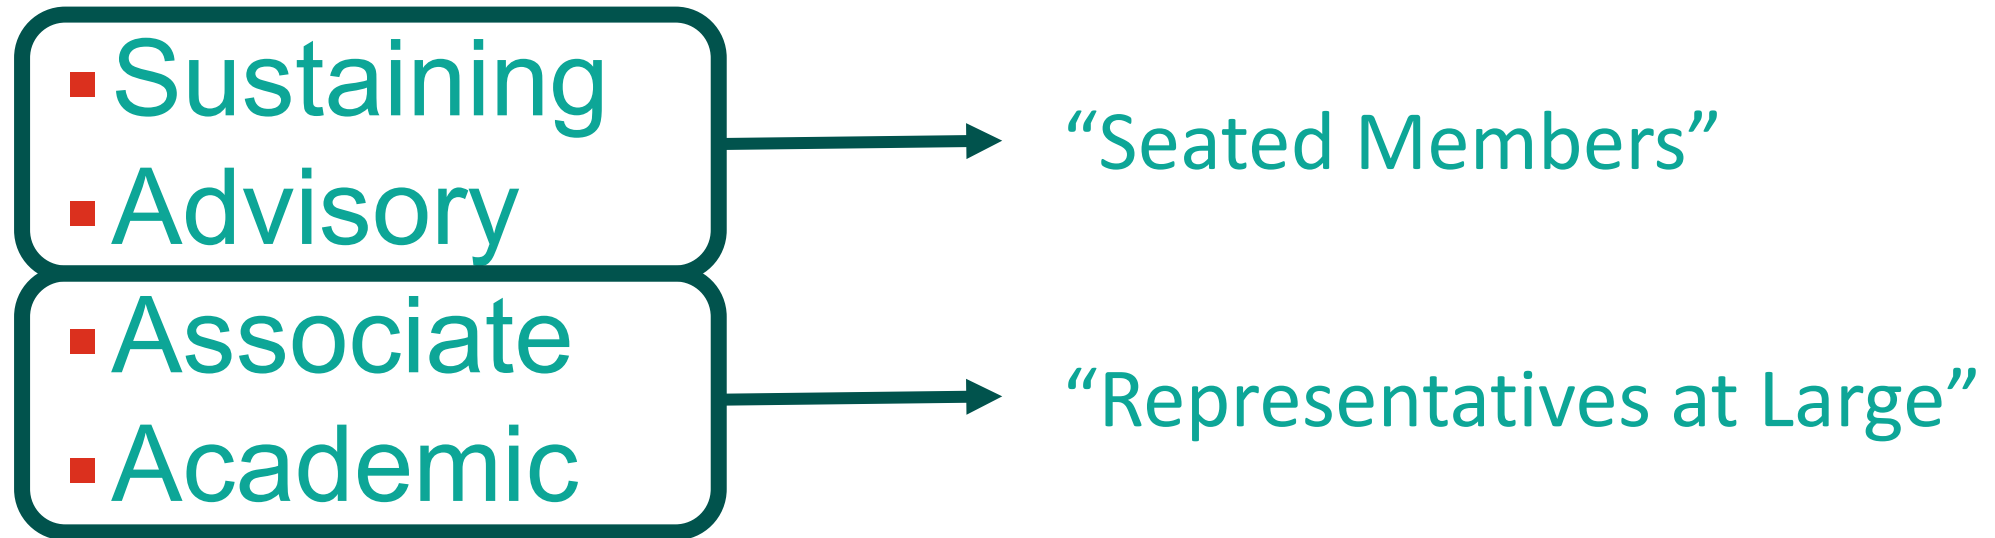 ▪Sustaining
▪Advisory
“Seated Members”
▪Associate
▪Academic
“Representatives at Large”